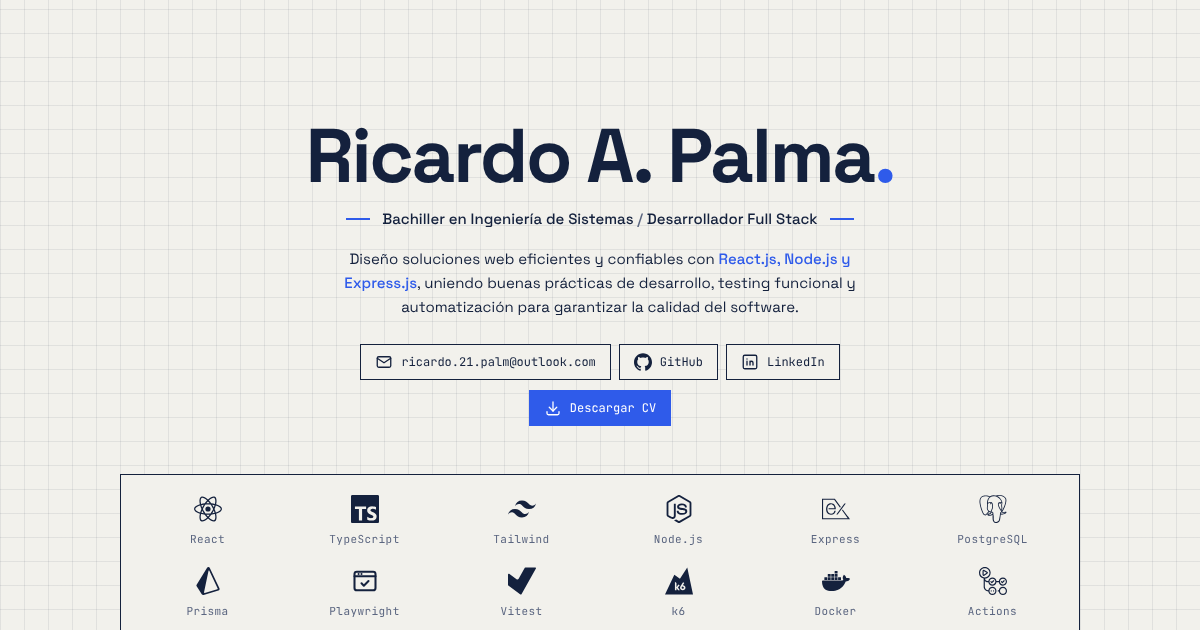 Ricardo A. Palma.
Bachiller en Ingeniería de Sistemas / Desarrollador Full Stack
Diseño soluciones web eficientes y confiables con React.js, Node.js y
Express.js, uniendo buenas prácticas de desarrollo, testing funcional y
automatización para garantizar la calidad del software.
ricardo.21.palm@outlook.com GitHub LinkedIn
Descargar CV
TS JS ex
React TypeScript Tailwind Node.js Express PostgreSQL
k6
Prisma Playwright Vitest k6 Docker Actions